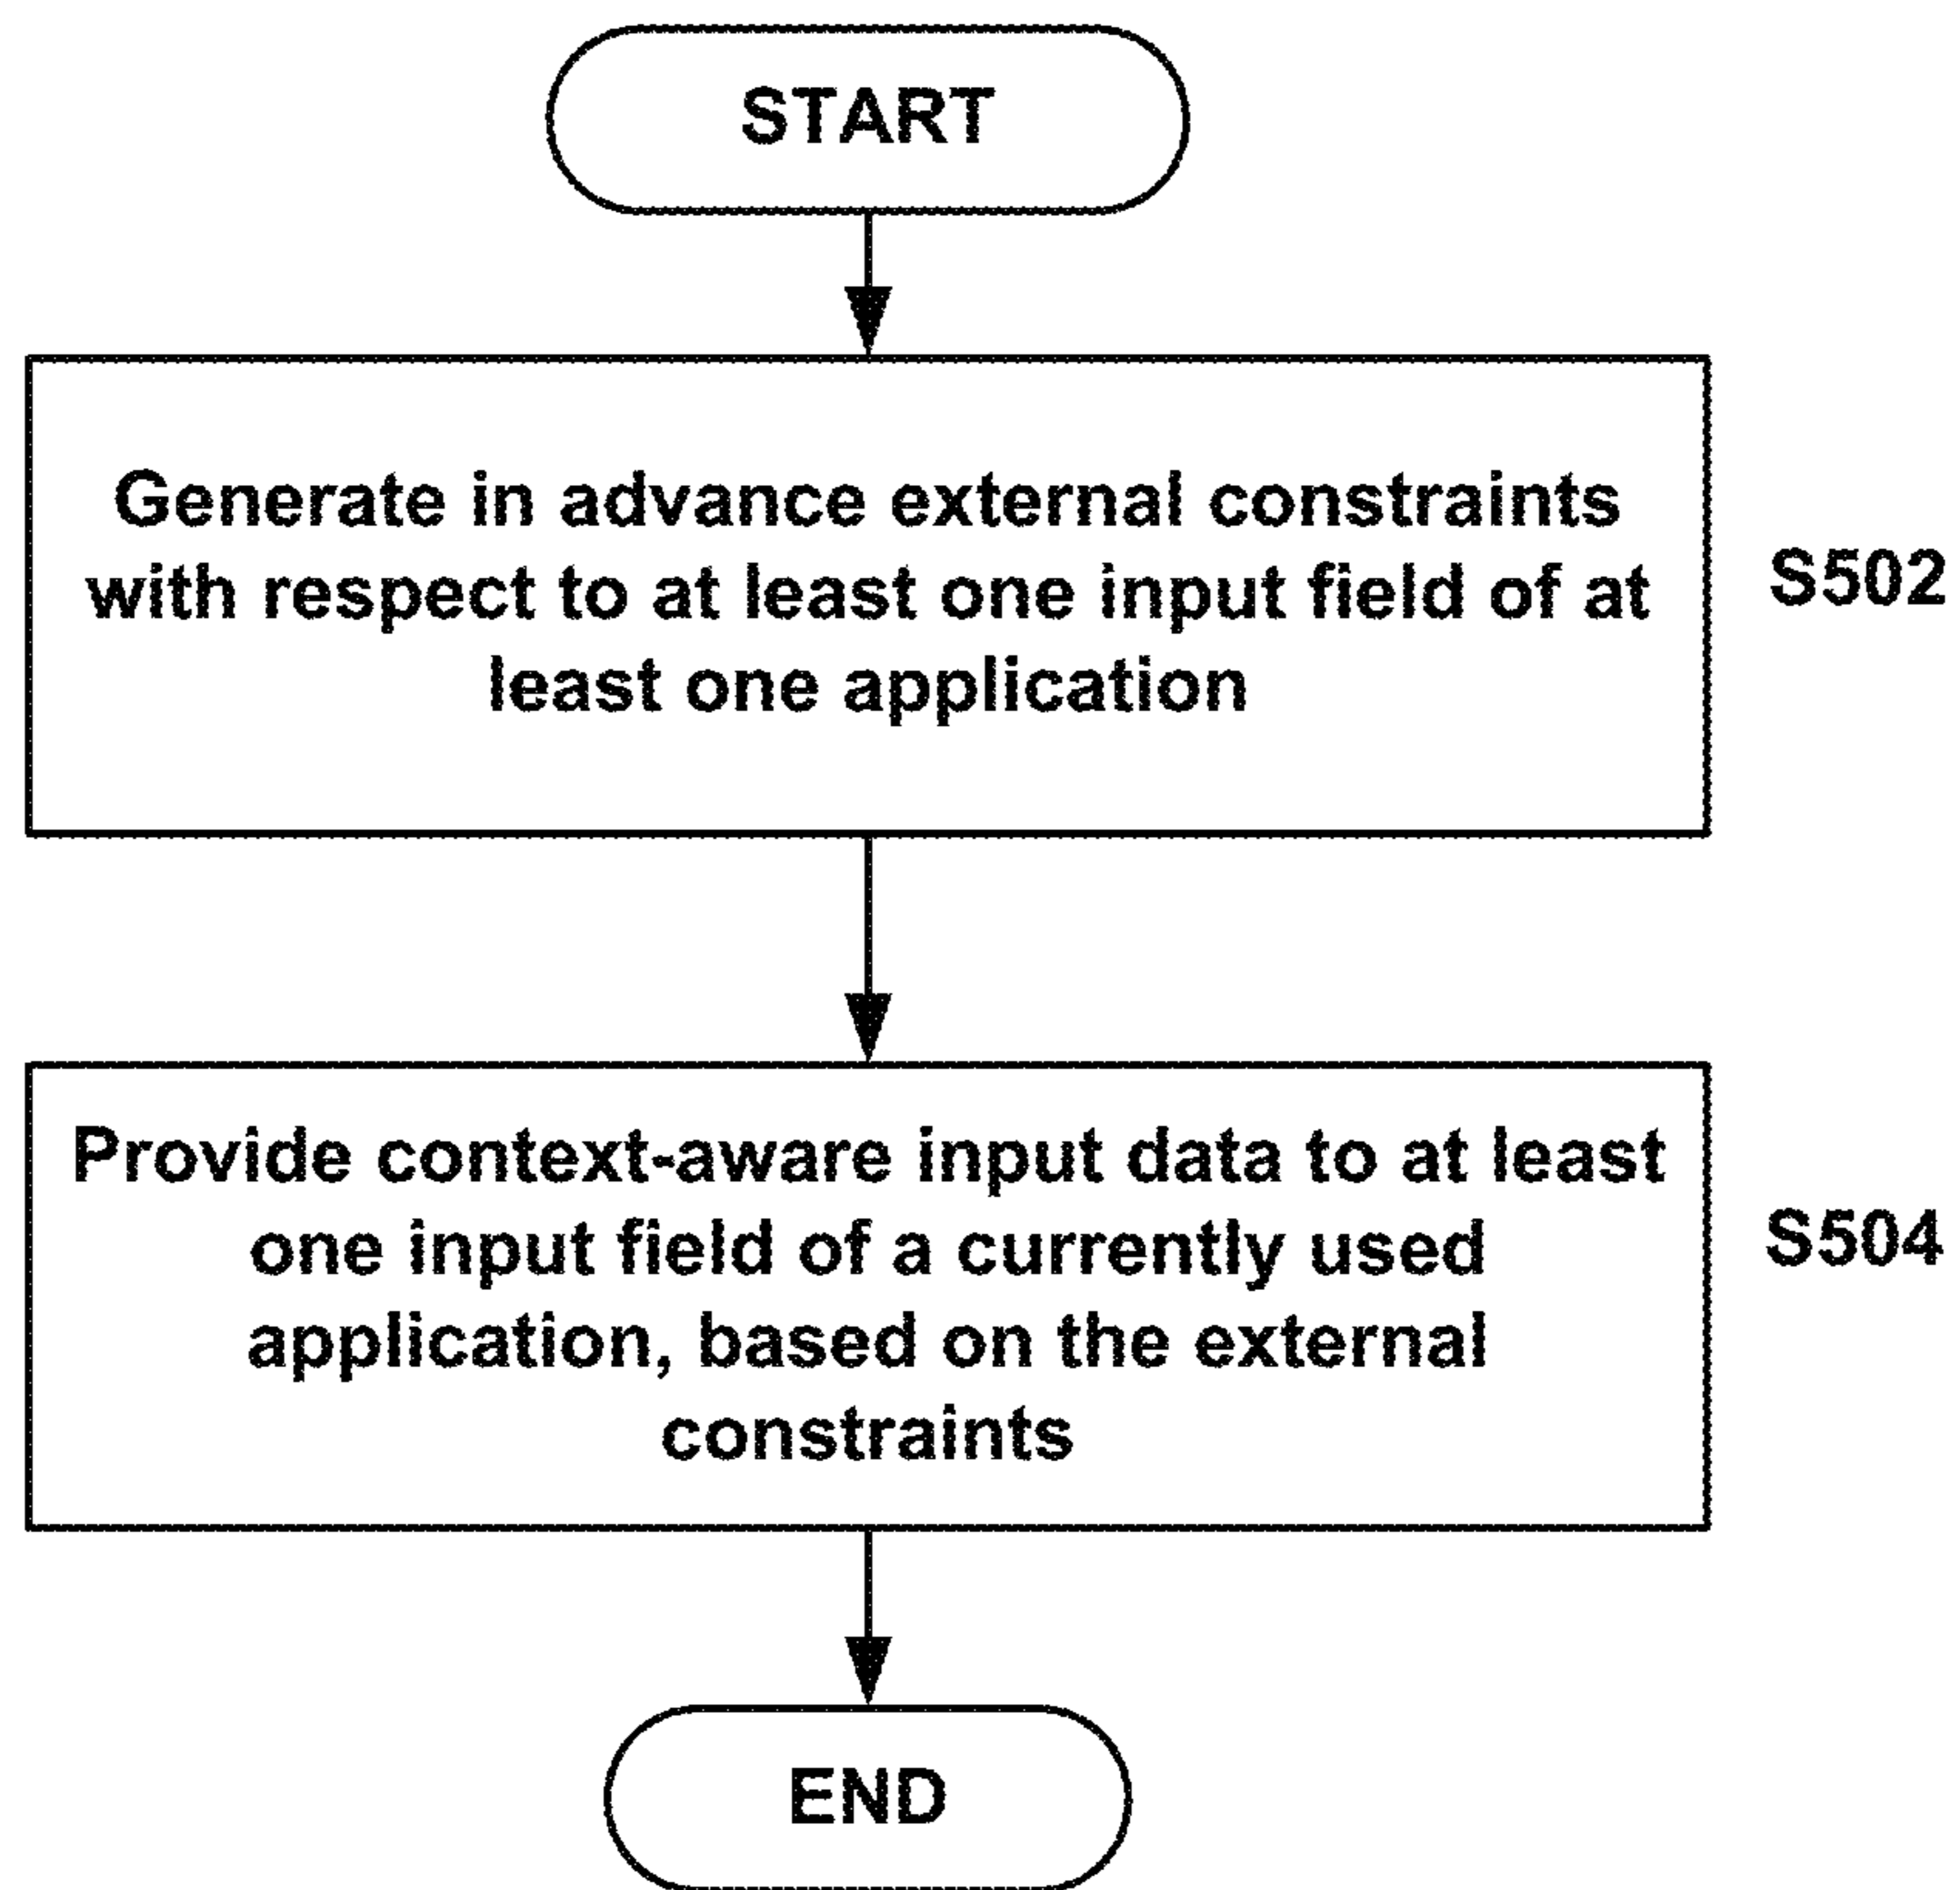 START
Generate in advance external constraints
with respect to at least one input field of at
least one application
S502
Provide context-aware input data to at least
one input field of a currently used
application, based on the external
constraints
S504
END